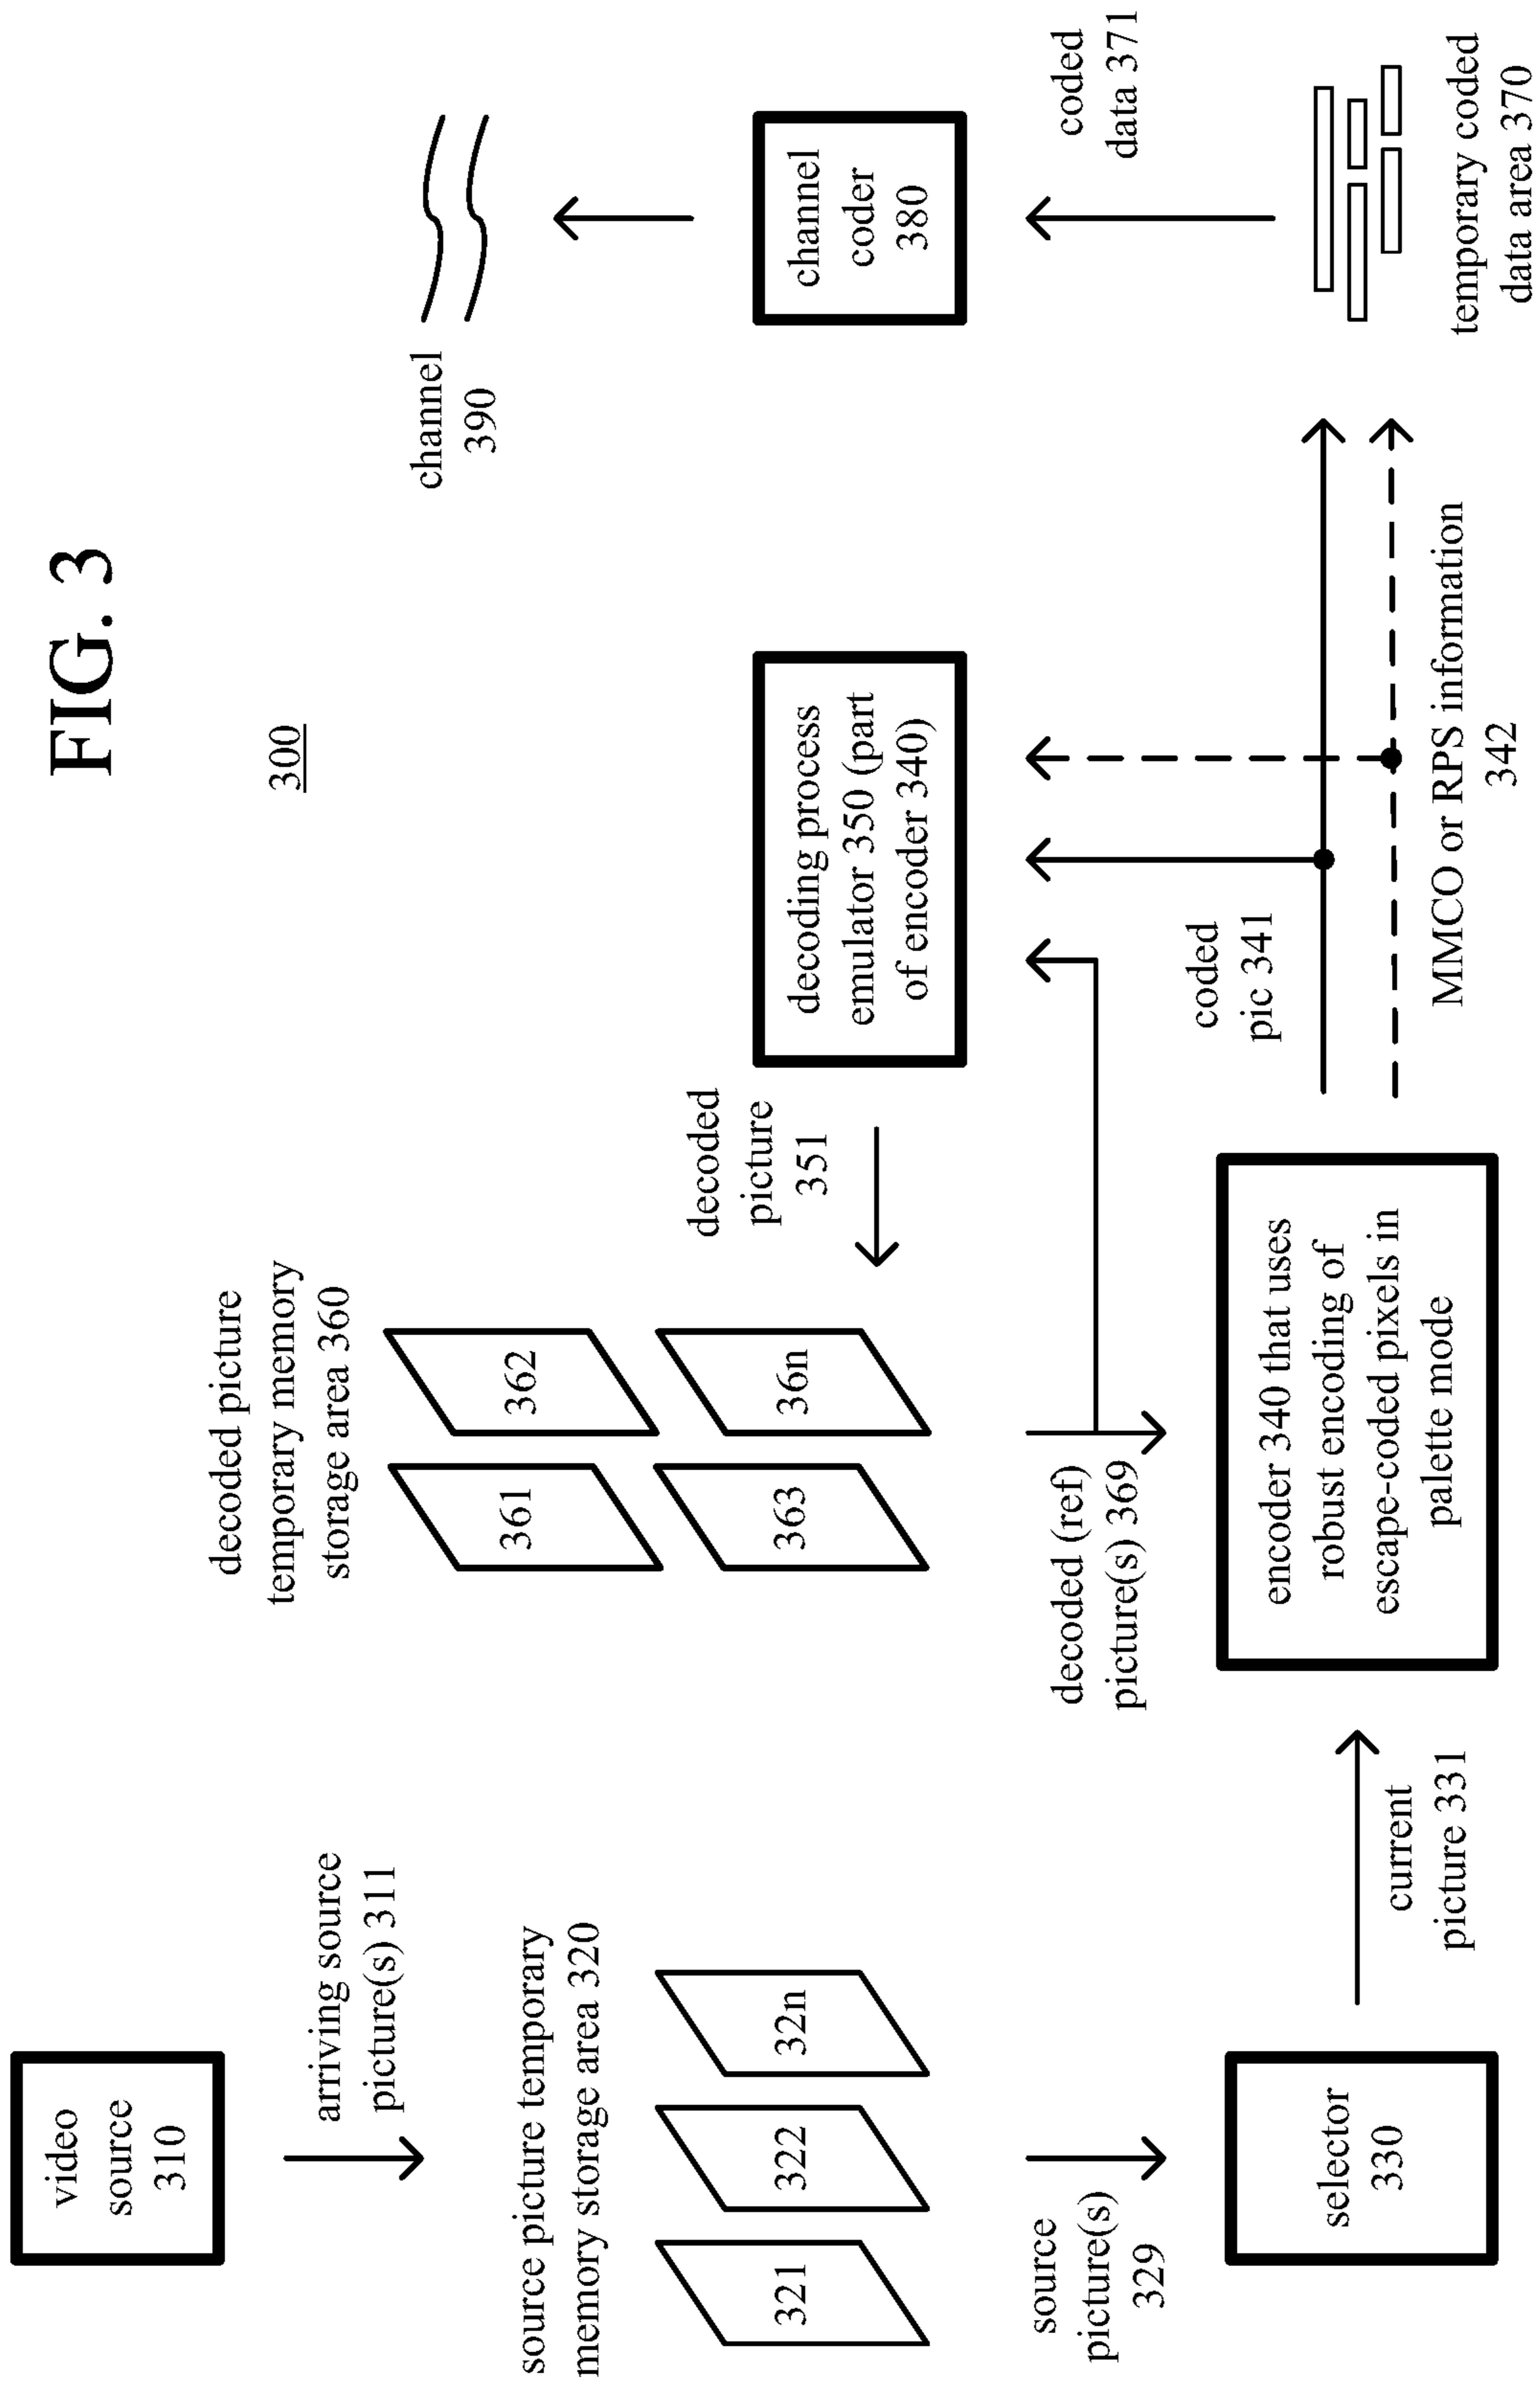 FIG. 3
300
video
source
310
arriving source
picture(s) 311
source picture temporary
memory storage area 320
321
322
32n
source
picture(s)
329
selector
330
current
picture 331
decoded picture
temporary memory
storage area 360
361
362
363
36n
decoded (ref)
picture(s) 369
encoder 340 that uses
robust encoding of
escape-coded pixels in
palette mode
decoded
picture
351
decoding process
emulator 350 (part
of encoder 340)
coded
pic 341
MMCO or RPS information
342
channel
390
channel
coder
380
coded
data 371
temporary coded
data area 370